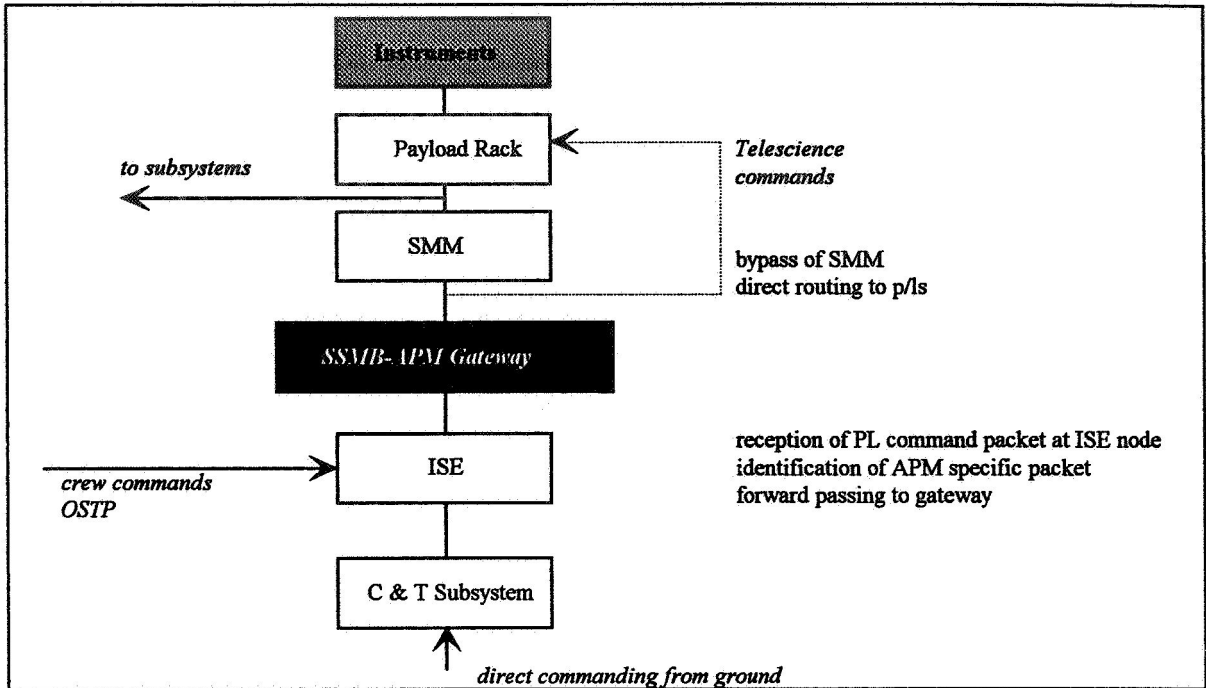 Instruments
Payload Rack
Telescience
commands
to subsystems
SMM
bypass of SMM
direct routing to p/ls
SSMB-APM Gateway
reception of PL command packet at ISE node
ISE
identification of APM specific packet
crew commands
forward passing to gateway
OSTP
C & T Subsystem
direct commanding from ground